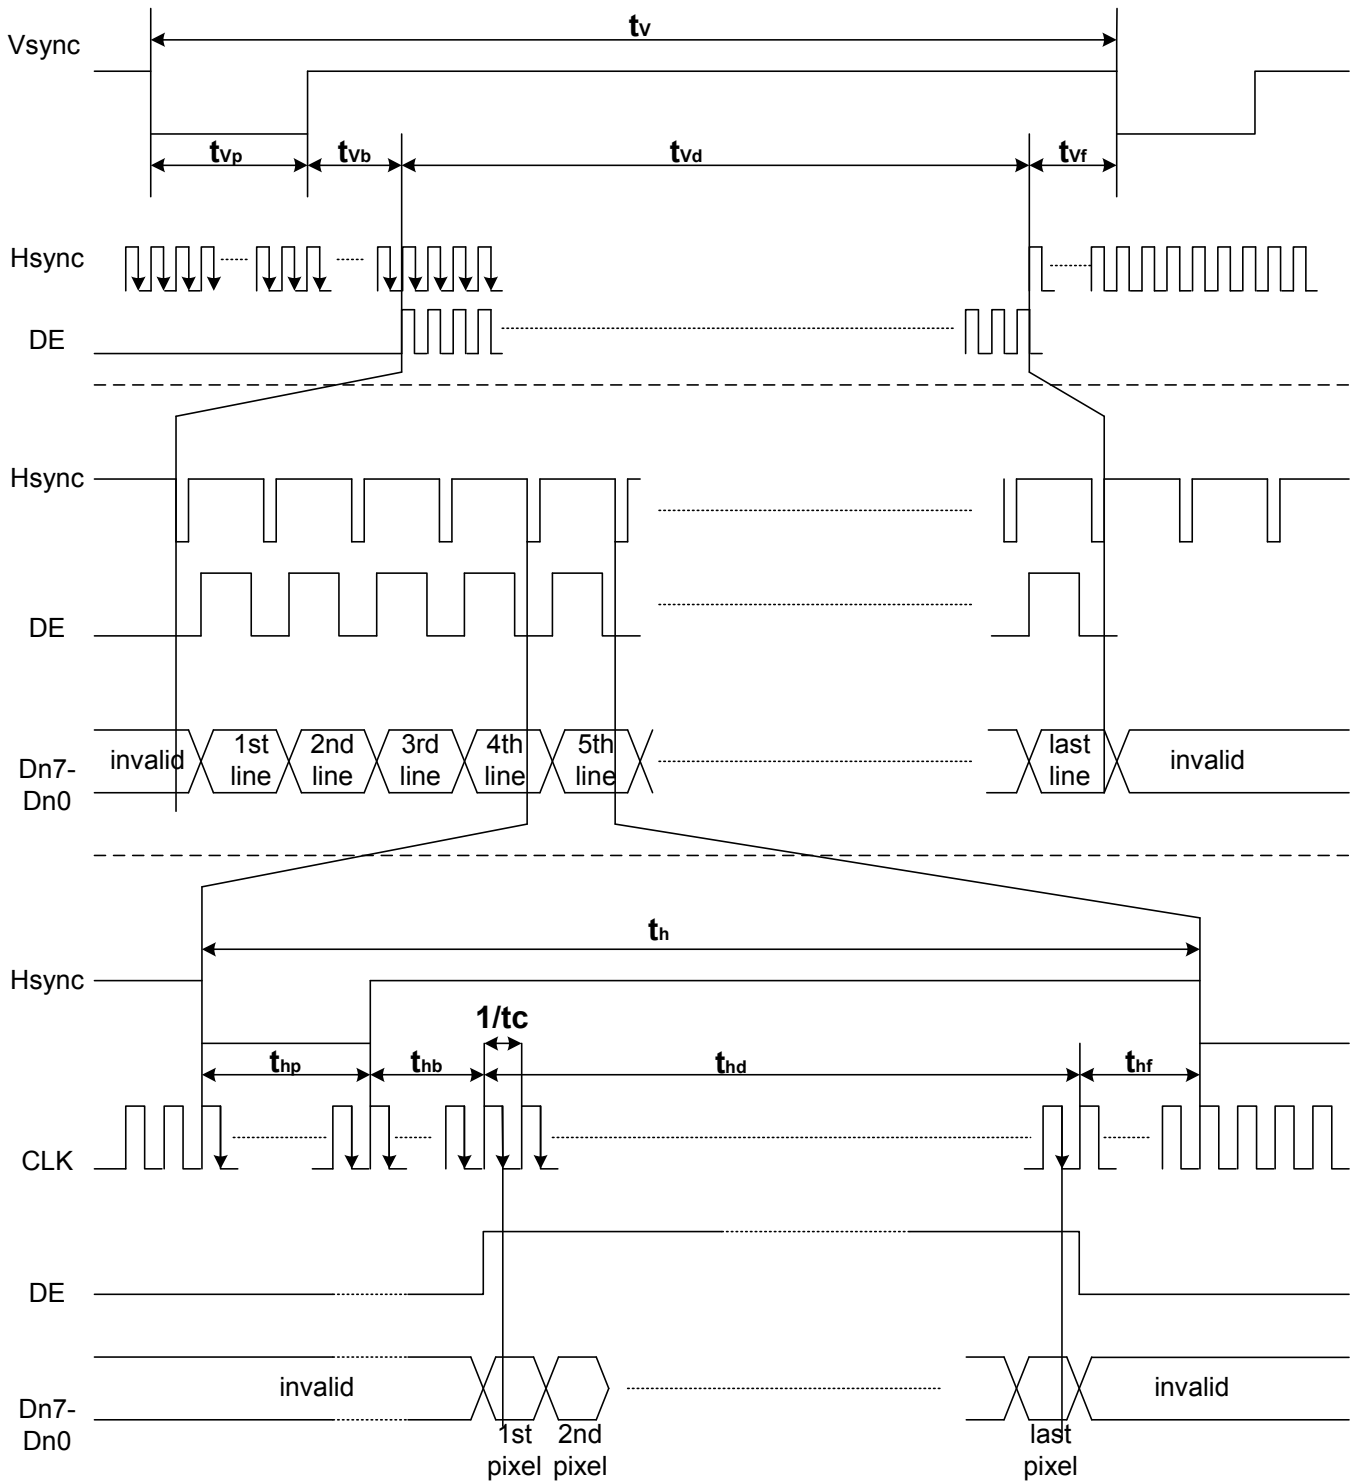 tv
Vsync
tvp
tvb
tvd
tvf
Hsync
DE
Hsync
DE
invalid
1st line
2nd line
3rd line
4th line
5th line
last line
invalid
Dn7-
Dn0
th
Hsync
1/tc
thp
thb
thd
thf
CLK
DE
invalid
invalid
Dn7-
Dn0
1st pixel
2nd pixel
last pixel